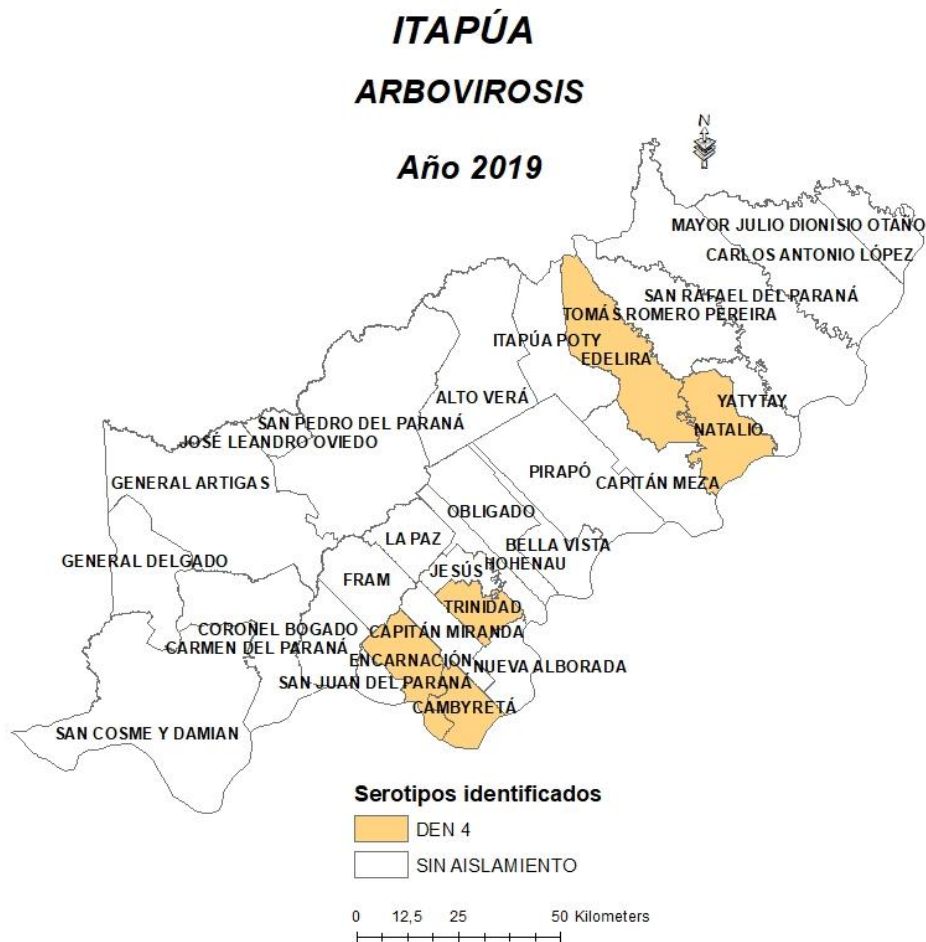 ITAPÚA
ARBOVIROSIS
Año 2019
N
MAYOR JULIO DIONISIO OTAÑO
CARLOS ANTONIO LÓPEZ
SAN RAFAEL DEL PARANÁ
TOMÁS ROMERO PEREIRA
ITAPÚA POTY
EDELIRA
ALTO VERÁ
YATYTAY
NATALIO
SAN PEDRO DEL PARANÁ
JOSÉ LEANDRO OVIEDO
PIRAPÓ
GENERAL ARTIGAS
CAPITÁN MEZA
OBLIGADO
LA PAZ
BELLA VISTA
GENERAL DELGADO
HOHENAU
JESÚS
FRAM
TRINIDAD
CORONEL BOGADO
CAPITÁN MIRANDA
CARMEN DEL PARANÁ
ENCARNACIÓN
NUEVA ALBORADA
SAN JUAN DEL PARANÁ
CAMBYRETÁ
SAN COSME Y DAMIAN
Serotipos identificados
DEN 4
SIN AISLAMIENTO
0 12,5 25 50 Kilometers